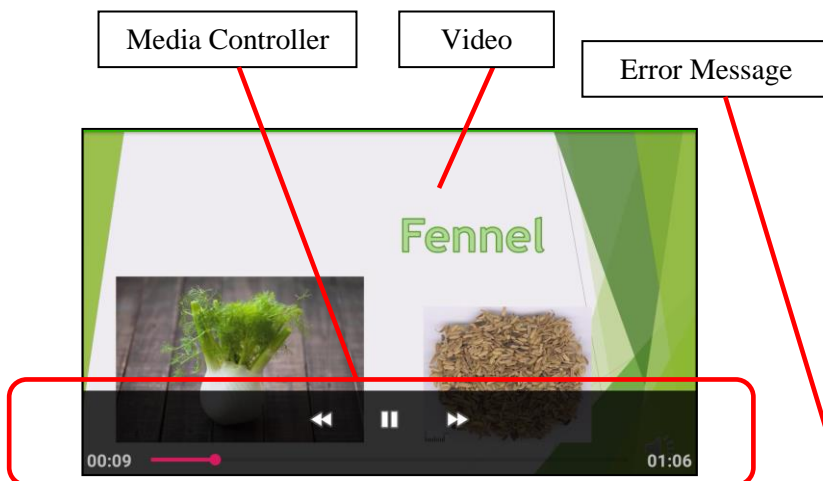 Media Controller
Video
Error Message
Fennel
00:09
01:06